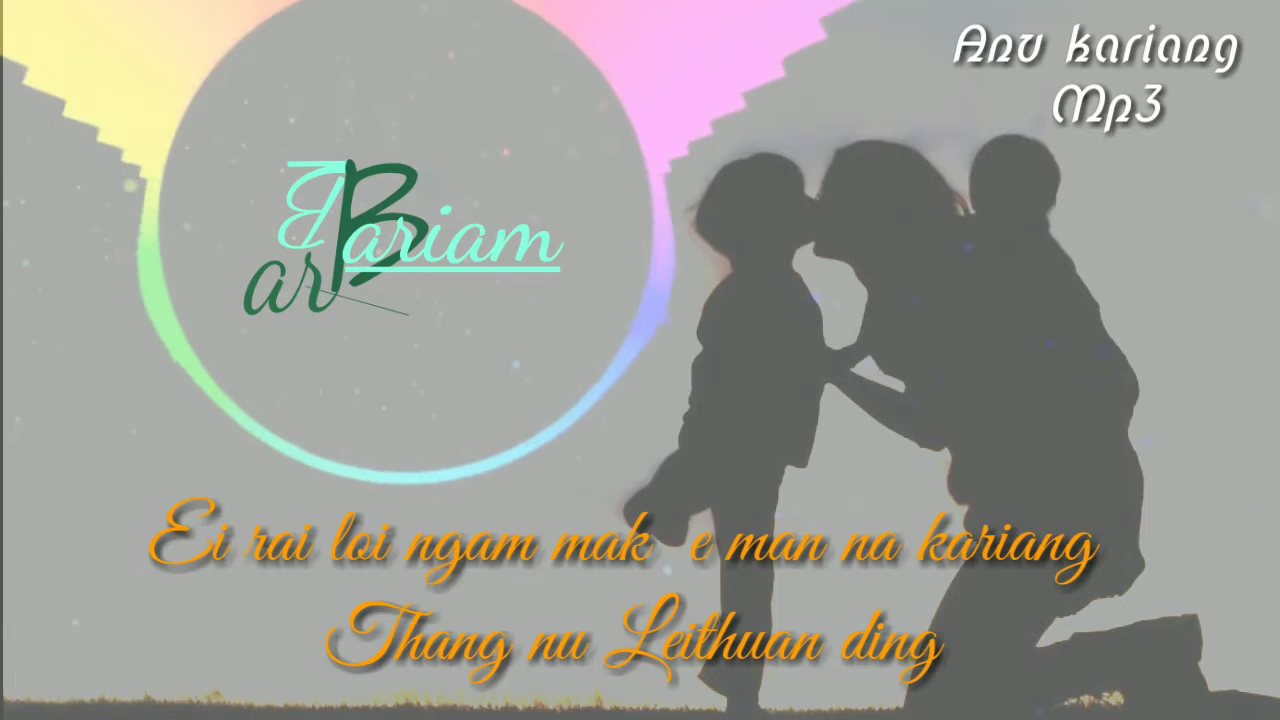 Anu kariang
Mp3
Bariam
ar
Ei rai loi ngam mak e man na kariang
Thang nu Leithuan ding